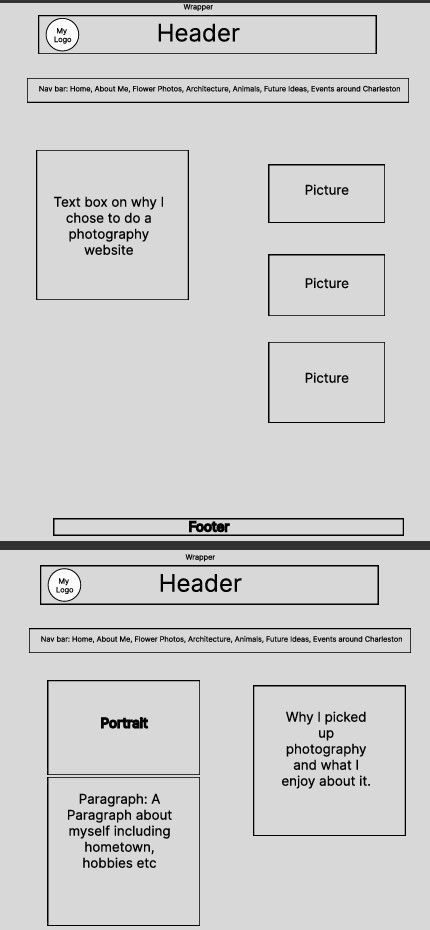 Wrapper
My
Logo
Header
Nav bar: Home, About Me, Flower Photos, Architecture, Animals, Future Ideas, Events around Charleston
Text box on why I
chose to do a
photography
website
Picture
Picture
Picture
Footer
Wrapper
My
Logo
Header
Nav bar: Home, About Me, Flower Photos, Architecture, Animals, Future Ideas, Events around Charleston
Portrait
Paragraph: A
Paragraph about
myself including
hometown,
hobbies etc
Why I picked
up
photography
and what I
enjoy about it.